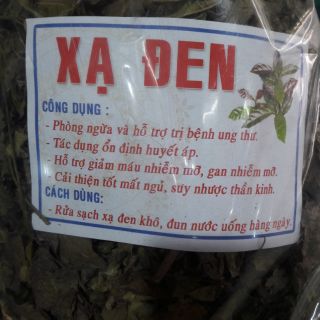 XẠ ĐEN
CÔNG DỤNG :
- Phòng ngừa và hỗ trợ trị bệnh ung thư.
- Tác dụng ổn định huyết áp.
- Hỗ trợ giảm máu nhiễm mỡ, gan nhiễm mỡ.
- Cải thiện tốt mất ngủ, suy nhược thần kinh.
CÁCH DÙNG:
- Rửa sạch xạ đen khô, đun nước uống hàng ngày.